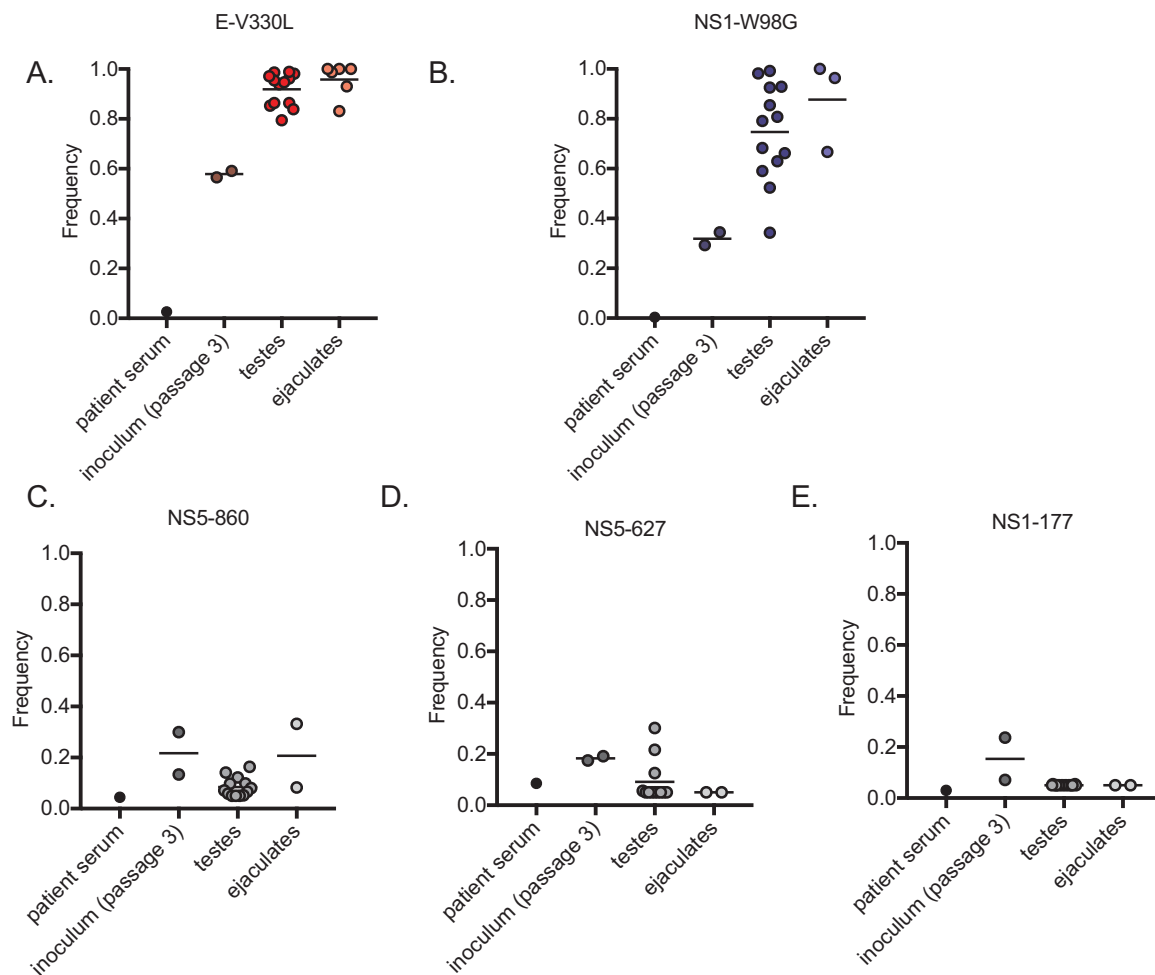 E-V330L
A.
Frequency
1.0
0.8
0.6
0.4
0.2
0.0
patient serum
inoculum (passage 3)
testes
ejaculates
NS1-W98G
B.
Frequency
1.0
0.8
0.6
0.4
0.2
0.0
patient serum
inoculum (passage 3)
testes
ejaculates
C.
NS5-860
Frequency
1.0
0.8
0.6
0.4
0.2
0.0
patient serum
inoculum (passage 3)
testes
ejaculates
D.
NS5-627
Frequency
1.0
0.8
0.6
0.4
0.2
0.0
patient serum
inoculum (passage 3)
testes
ejaculates
E.
NS1-177
Frequency
1.0
0.8
0.6
0.4
0.2
0.0
patient serum
inoculum (passage 3)
testes
ejaculates